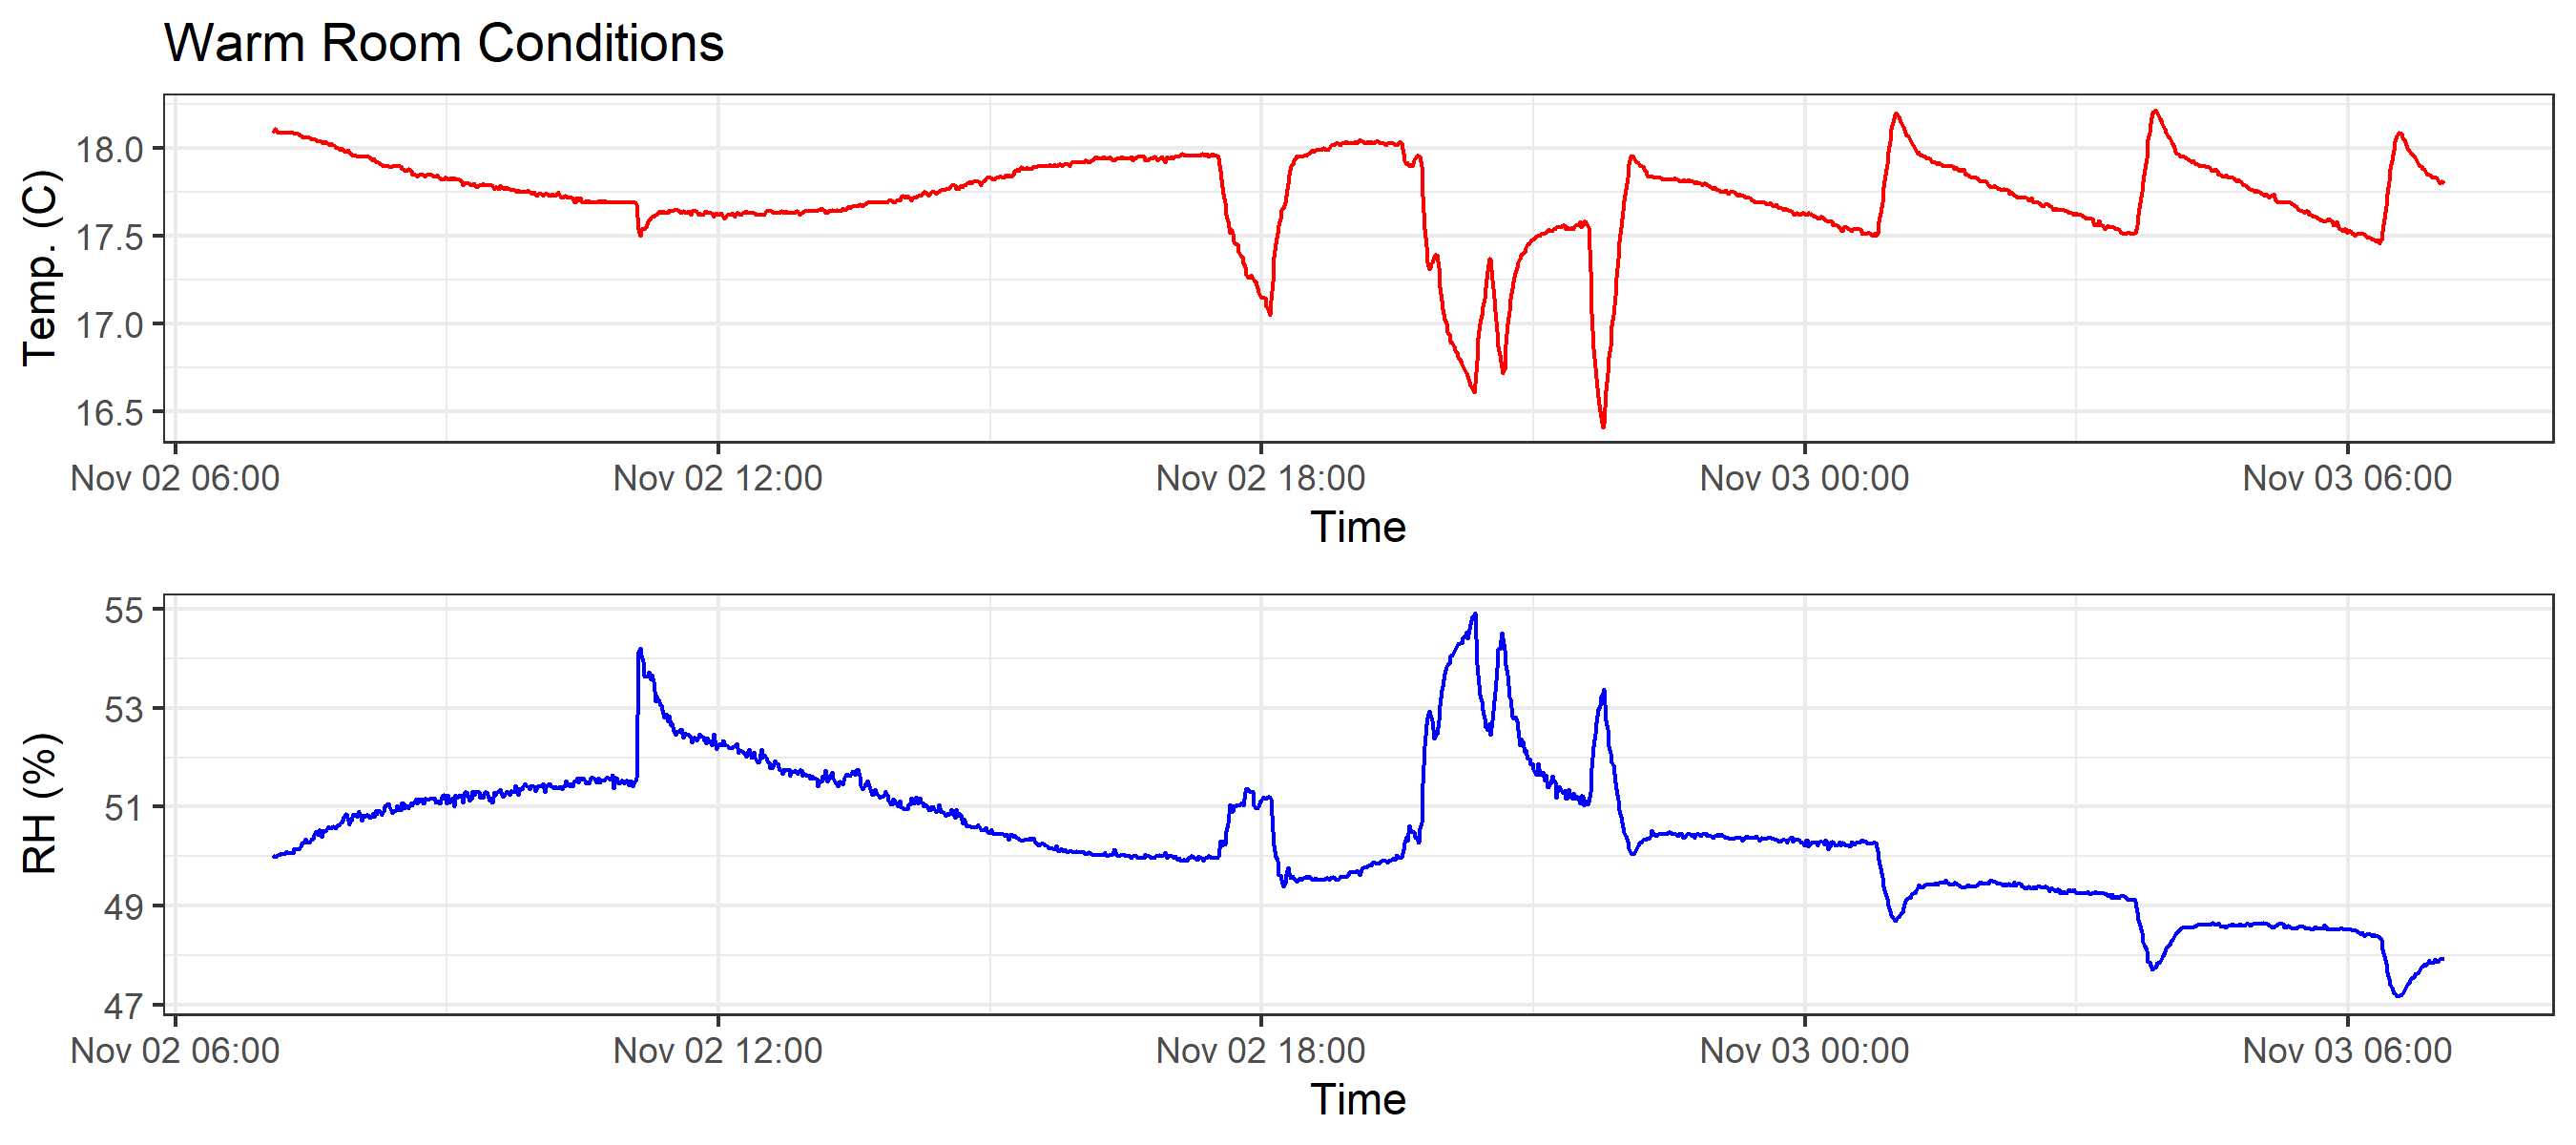 Warm Room Conditions
Temp. (C)
18.0
17.5
17.0
16.5
Nov 02 06:00 Nov 02 12:00 Nov 02 18:00 Nov 03 00:00 Nov 03 06:00
Time
RH (%)
55
53
51
49
47
Nov 02 06:00 Nov 02 12:00 Nov 02 18:00 Nov 03 00:00 Nov 03 06:00
Time